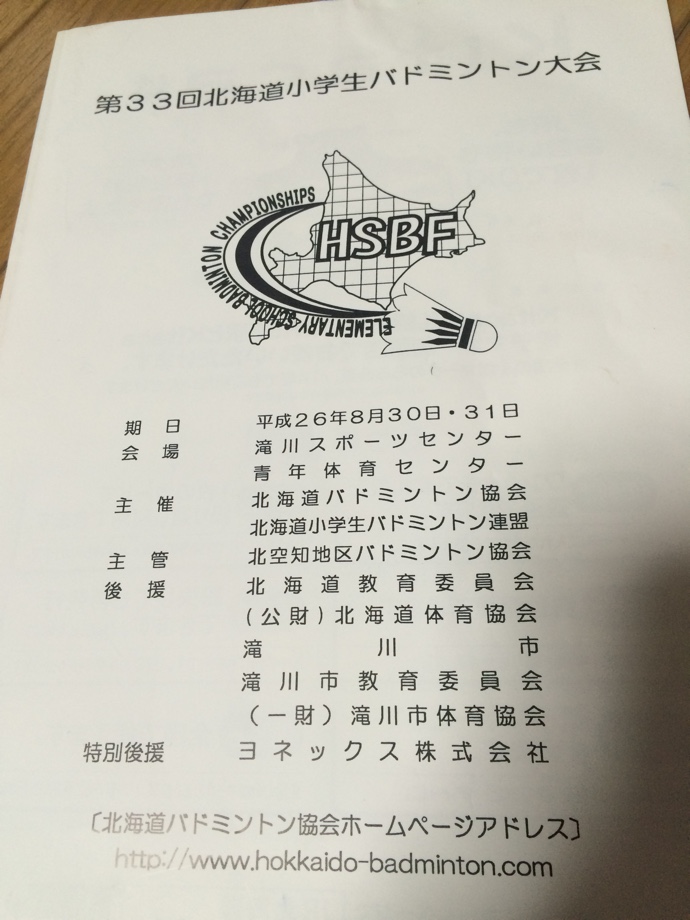 第３３回北海道小学生バドミントン大会
HSBF
ELEMENTARY SCHOOL BADMINTON CHAMPIONSHIPS
期 日 平成２６年８月３０日・３１日
会 場 滝川スポーツセンター
青年体育センター
主 催 北海道バドミントン協会
北海道小学生バドミントン連盟
主 管 北空知地区バドミントン協会
後 援 北海道教育委員会
(公財)北海道体育協会
滝川市
滝川市教育委員会
(一財)滝川市体育協会
特別後援 ヨネックス株式会社
〔北海道バドミントン協会ホームページアドレス〕
http://www.hokkaido-badminton.com